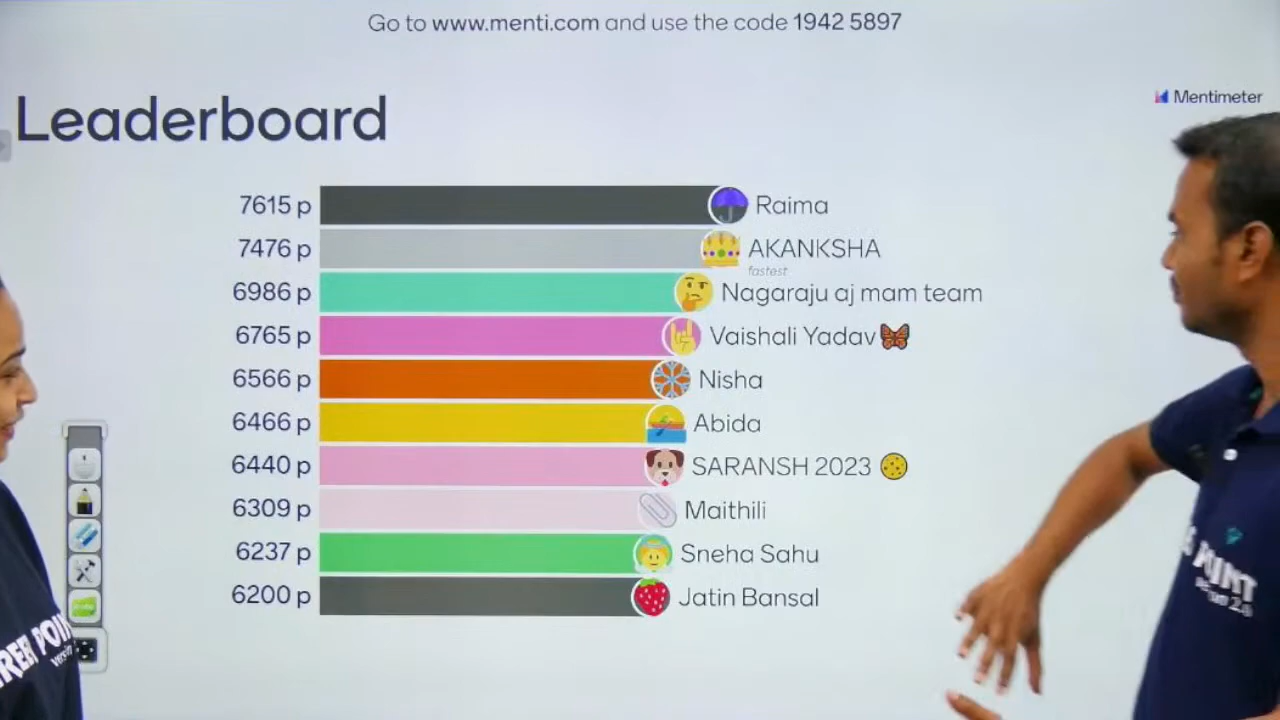 Go to www.menti.com and use the code 1942 5897
Mentimeter
Leaderboard
7615 p Raima
7476 p AKANKSHA
fastest
6986 p Nagaraju aj mam team
6765 p Vaishali Yadav
6566 p Nisha
6466 p Abida
6440 p SARANSH 2023
6309 p Maithili
6237 p Sneha Sahu
6200 p Jatin Bansal